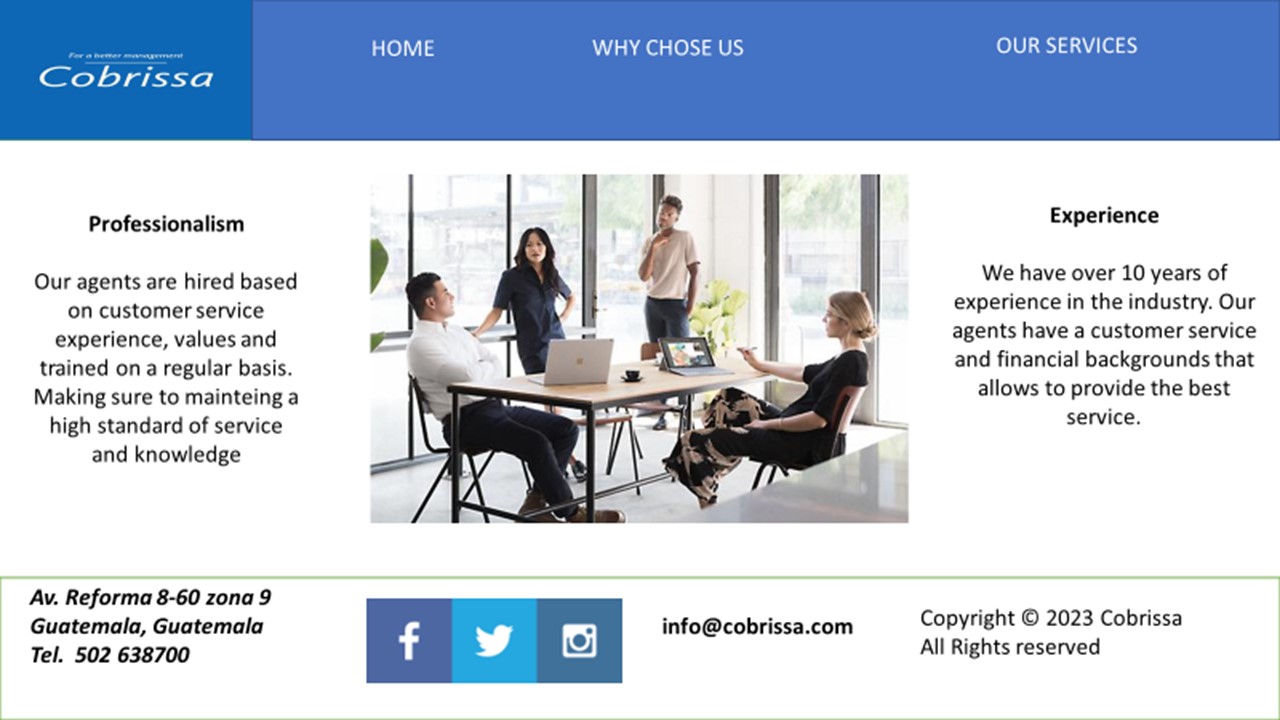 For a better management
Cobrissa
HOME
WHY CHOSE US
OUR SERVICES
Professionalism
Our agents are hired based
on customer service
experience, values and
trained on a regular basis.
Making sure to mainteing a
high standard of service
and knowledge
Experience
We have over 10 years of
experience in the industry. Our
agents have a customer service
and financial backgrounds that
allows to provide the best
service.
Av. Reforma 8-60 zona 9
Guatemala, Guatemala
Tel.  502 638700
info@cobrissa.com
Copyright © 2023 Cobrissa
All Rights reserved